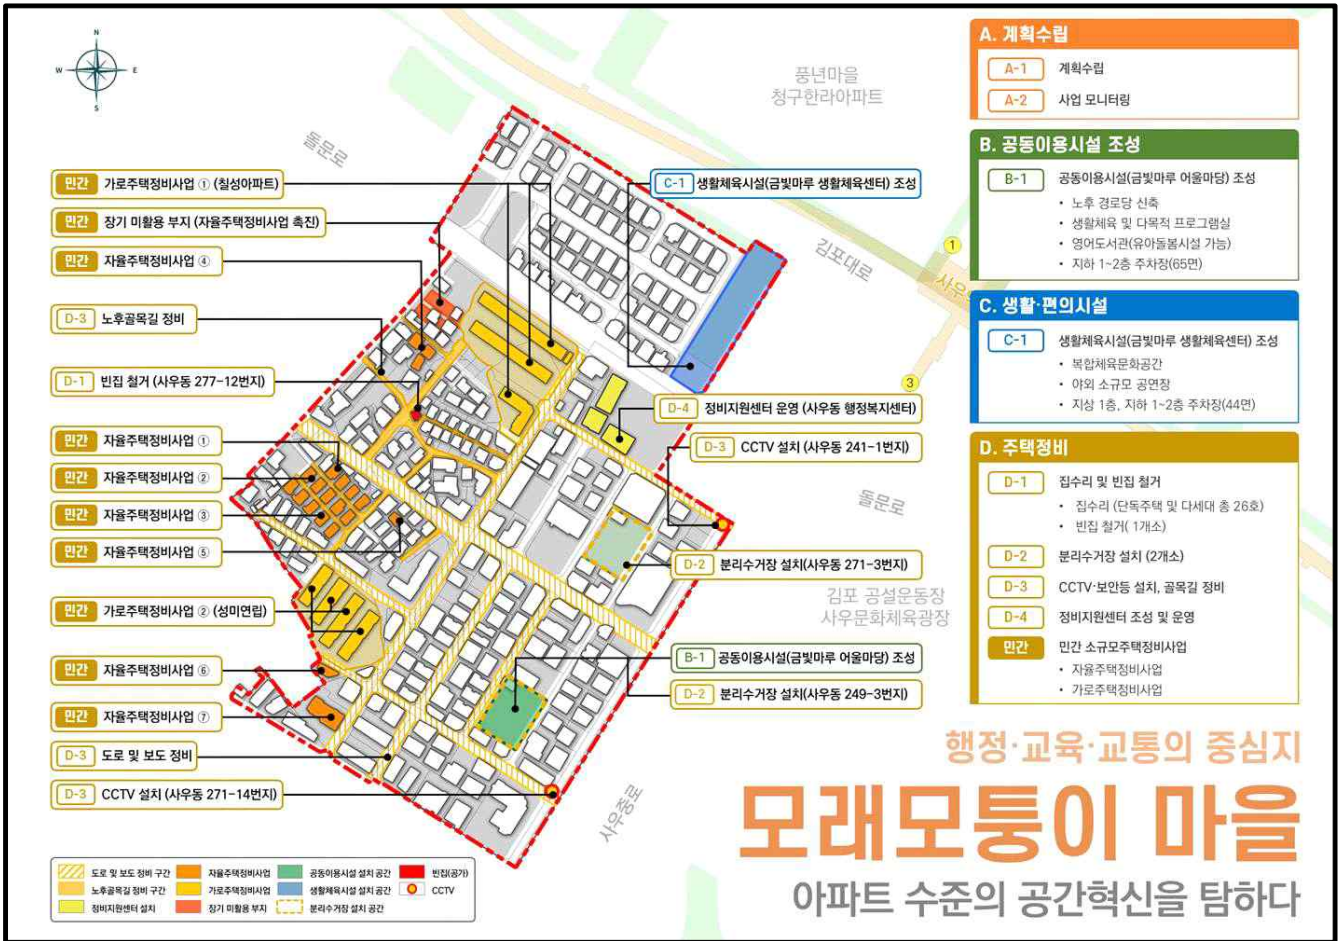 N
W
E
S
풍년마을
청구한라아파트
돌문로
김포대로
1
사우
3
돌문로
김포 공설운동장
사우문화체육광장
사우중로
민간 가로주택정비사업 ① (칠성아파트)
민간 장기 미활용 부지 (자율주택정비사업 촉진)
민간 자율주택정비사업 ④
D-3 노후골목길 정비
D-1 빈집 철거 (사우동 277-12번지)
민간 자율주택정비사업 ①
민간 자율주택정비사업 ②
민간 자율주택정비사업 ③
민간 자율주택정비사업 ⑤
민간 가로주택정비사업 ② (성미연립)
민간 자율주택정비사업 ⑥
민간 자율주택정비사업 ⑦
D-3 도로 및 보도 정비
D-3 CCTV 설치 (사우동 271-14번지)
C-1 생활체육시설(금빛마루 생활체육센터) 조성
D-4 정비지원센터 운영 (사우동 행정복지센터)
D-3 CCTV 설치 (사우동 241-1번지)
D-2 분리수거장 설치(사우동 271-3번지)
B-1 공동이용시설(금빛마루 어울마당) 조성
D-2 분리수거장 설치(사우동 249-3번지)
도로 및 보도 정비 구간 자율주택정비사업 공동이용시설 설치 공간 빈집(공가)
노후골목길 정비 구간 가로주택정비사업 생활체육시설 설치 공간 CCTV
정비지원센터 설치 장기 미활용 부지 분리수거장 설치 공간
A. 계획수립
A-1 계획수립
A-2 사업 모니터링
B. 공동이용시설 조성
B-1 공동이용시설(금빛마루 어울마당) 조성
• 노후 경로당 신축
• 생활체육 및 다목적 프로그램실
• 영어도서관(유아돌봄시설 가능)
• 지하 1~2층 주차장(65면)
C. 생활·편의시설
C-1 생활체육시설(금빛마루 생활체육센터) 조성
• 복합체육문화공간
• 야외 소규모 공연장
• 지상 1층, 지하 1~2층 주차장(44면)
D. 주택정비
D-1 집수리 및 빈집 철거
• 집수리 (단독주택 및 다세대 총 26호)
• 빈집 철거( 1개소)
D-2 분리수거장 설치 (2개소)
D-3 CCTV·보안등 설치, 골목길 정비
D-4 정비지원센터 조성 및 운영
민간 민간 소규모주택정비사업
• 자율주택정비사업
• 가로주택정비사업
행정·교육·교통의 중심지
모래모퉁이 마을
아파트 수준의 공간혁신을 탐하다